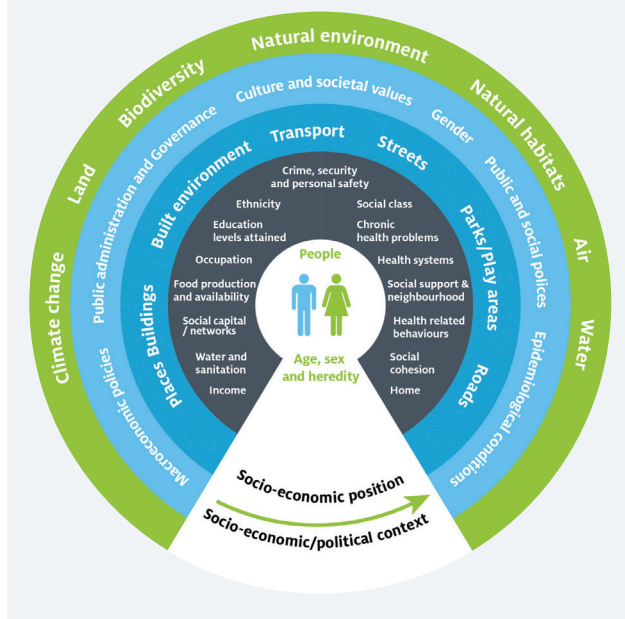 Climate change
Land
Biodiversity
Natural environment
Natural habitats
Air
Water
Macroeconomic policies
Public administration and Governance
Culture and societal values
Gender
Public and social polices
Epidemiological conditions
Places Buildings
Built environment
Transport
Streets
Parks/Play areas
Roads
Crime, security
and personal safety
Ethnicity
Education
levels attained
Occupation
Food production
and availability
Social capital
/ networks
Water and
sanitation
Income
Social class
Chronic
health problems
Health systems
Social support &
neighbourhood
Health related
behaviours
Social
cohesion
Home
People
Age, sex
and heredity
Socio-economic position
Socio-economic/political context